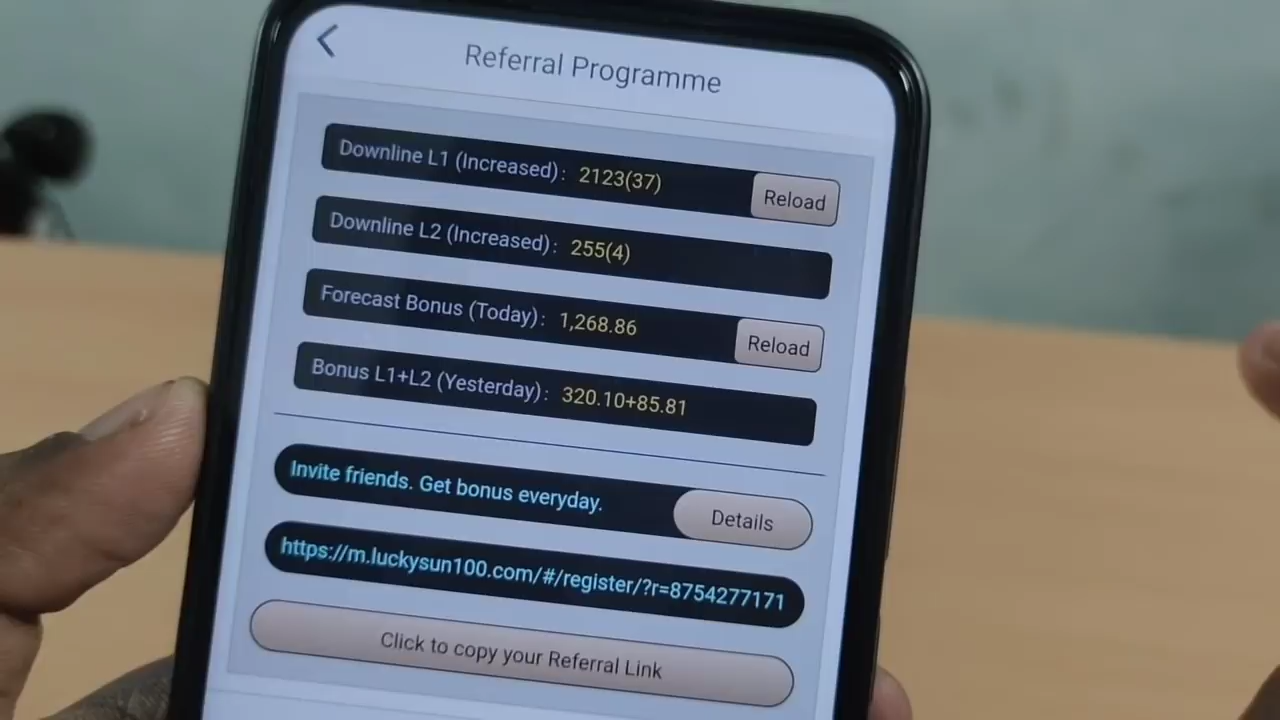 Referral Programme
Downline L1 (Increased): 2123(37) Reload
Downline L2 (Increased): 255(4)
Forecast Bonus (Today): 1,268.86 Reload
Bonus L1+L2 (Yesterday): 320.10+85.81
Invite friends. Get bonus everyday. Details
https://m.luckysun100.com/#/register/?r=8754277171
Click to copy your Referral Link